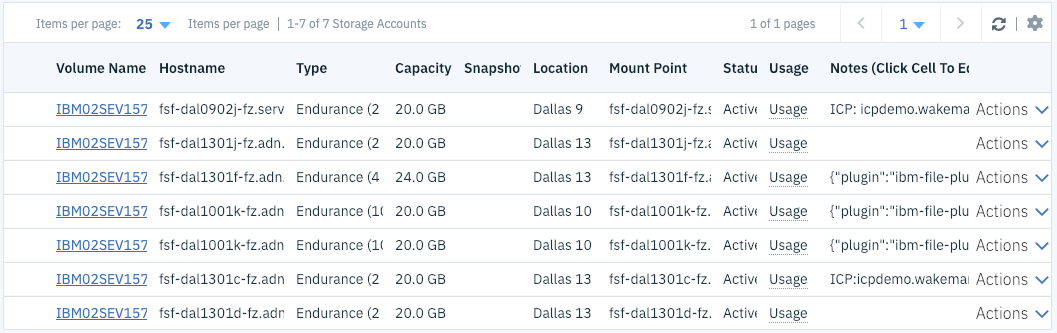 Items per page: 25 Items per page | 1-7 of 7 Storage Accounts 1 of 1 pages 1
Volume Name Hostname Type Capacity Snapsho Location Mount Point Statu Usage Notes (Click Cell To Ed
IBM02SEV157 fsf-dal0902j-fz.serv Endurance (2 20.0 GB Dallas 9 fsf-dal0902j-fz.s Active Usage ICP: icpdemo.wakema Actions
IBM02SEV157 fsf-dal1301j-fz.adn. Endurance (2 20.0 GB Dallas 13 fsf-dal1301j-fz.a Active Usage Actions
IBM02SEV157 fsf-dal1301f-fz.adn. Endurance (4 24.0 GB Dallas 13 fsf-dal1301f-fz.a Active Usage {"plugin":"ibm-file-plu Actions
IBM02SEV157 fsf-dal1001k-fz.adn Endurance (10 20.0 GB Dallas 10 fsf-dal1001k-fz. Active Usage {"plugin":"ibm-file-plu Actions
IBM02SEV157 fsf-dal1001k-fz.adn Endurance (10 20.0 GB Dallas 10 fsf-dal1001k-fz. Active Usage {"plugin":"ibm-file-plu Actions
IBM02SEV157 fsf-dal1301c-fz.adn Endurance (2 20.0 GB Dallas 13 fsf-dal1301c-fz. Active Usage ICP:icpdemo.wakema Actions
IBM02SEV157 fsf-dal1301d-fz.adn Endurance (2 20.0 GB Dallas 13 fsf-dal1301d-fz. Active Usage Actions